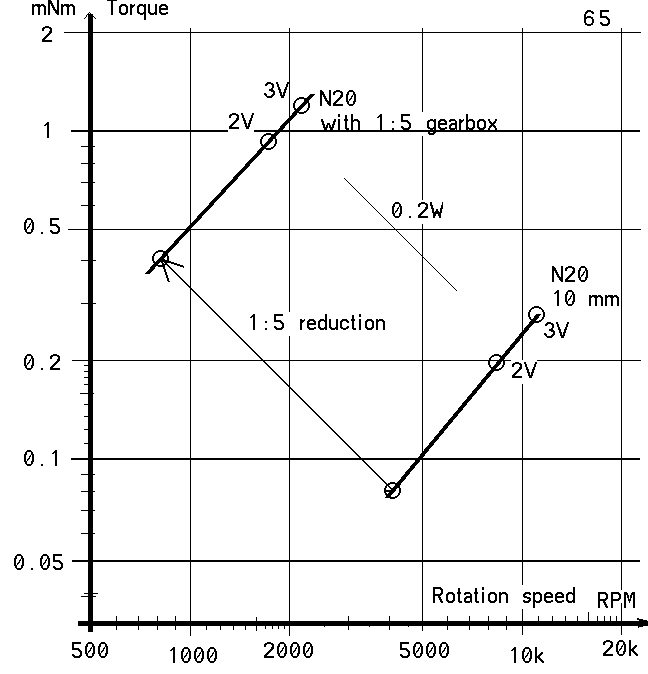 mNm Torque
65
2
3V N20
2V with 1:5 gearbox
1
0.2W
0.5
N20
10 mm
1:5 reduction
3V
0.2
2V
0.1
0.05
Rotation speed RPM
500 1000 2000 5000 10k 20k